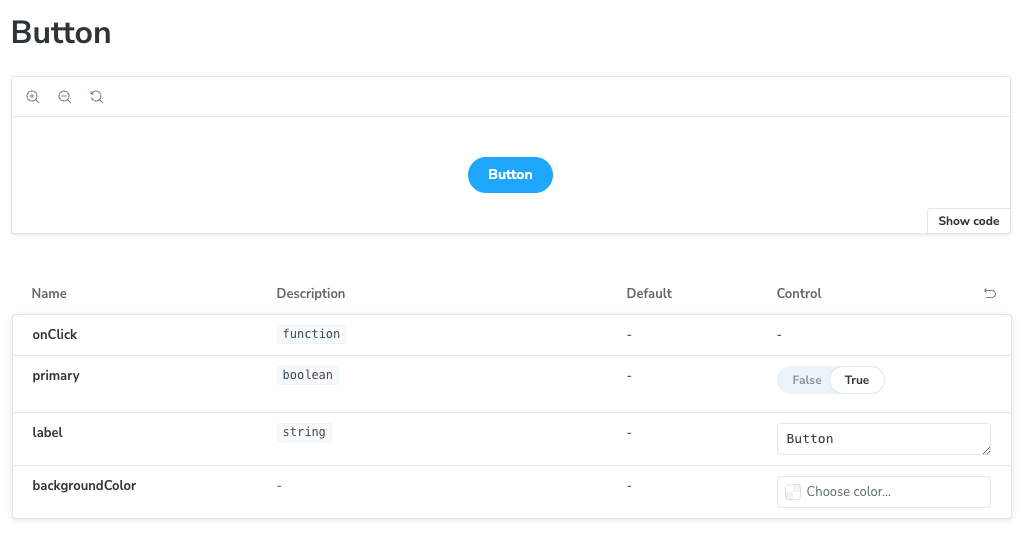 Button
Button
Show code
Name Description Default Control
onClick function - -
primary boolean - False True
label string - Button
backgroundColor - - Choose color...